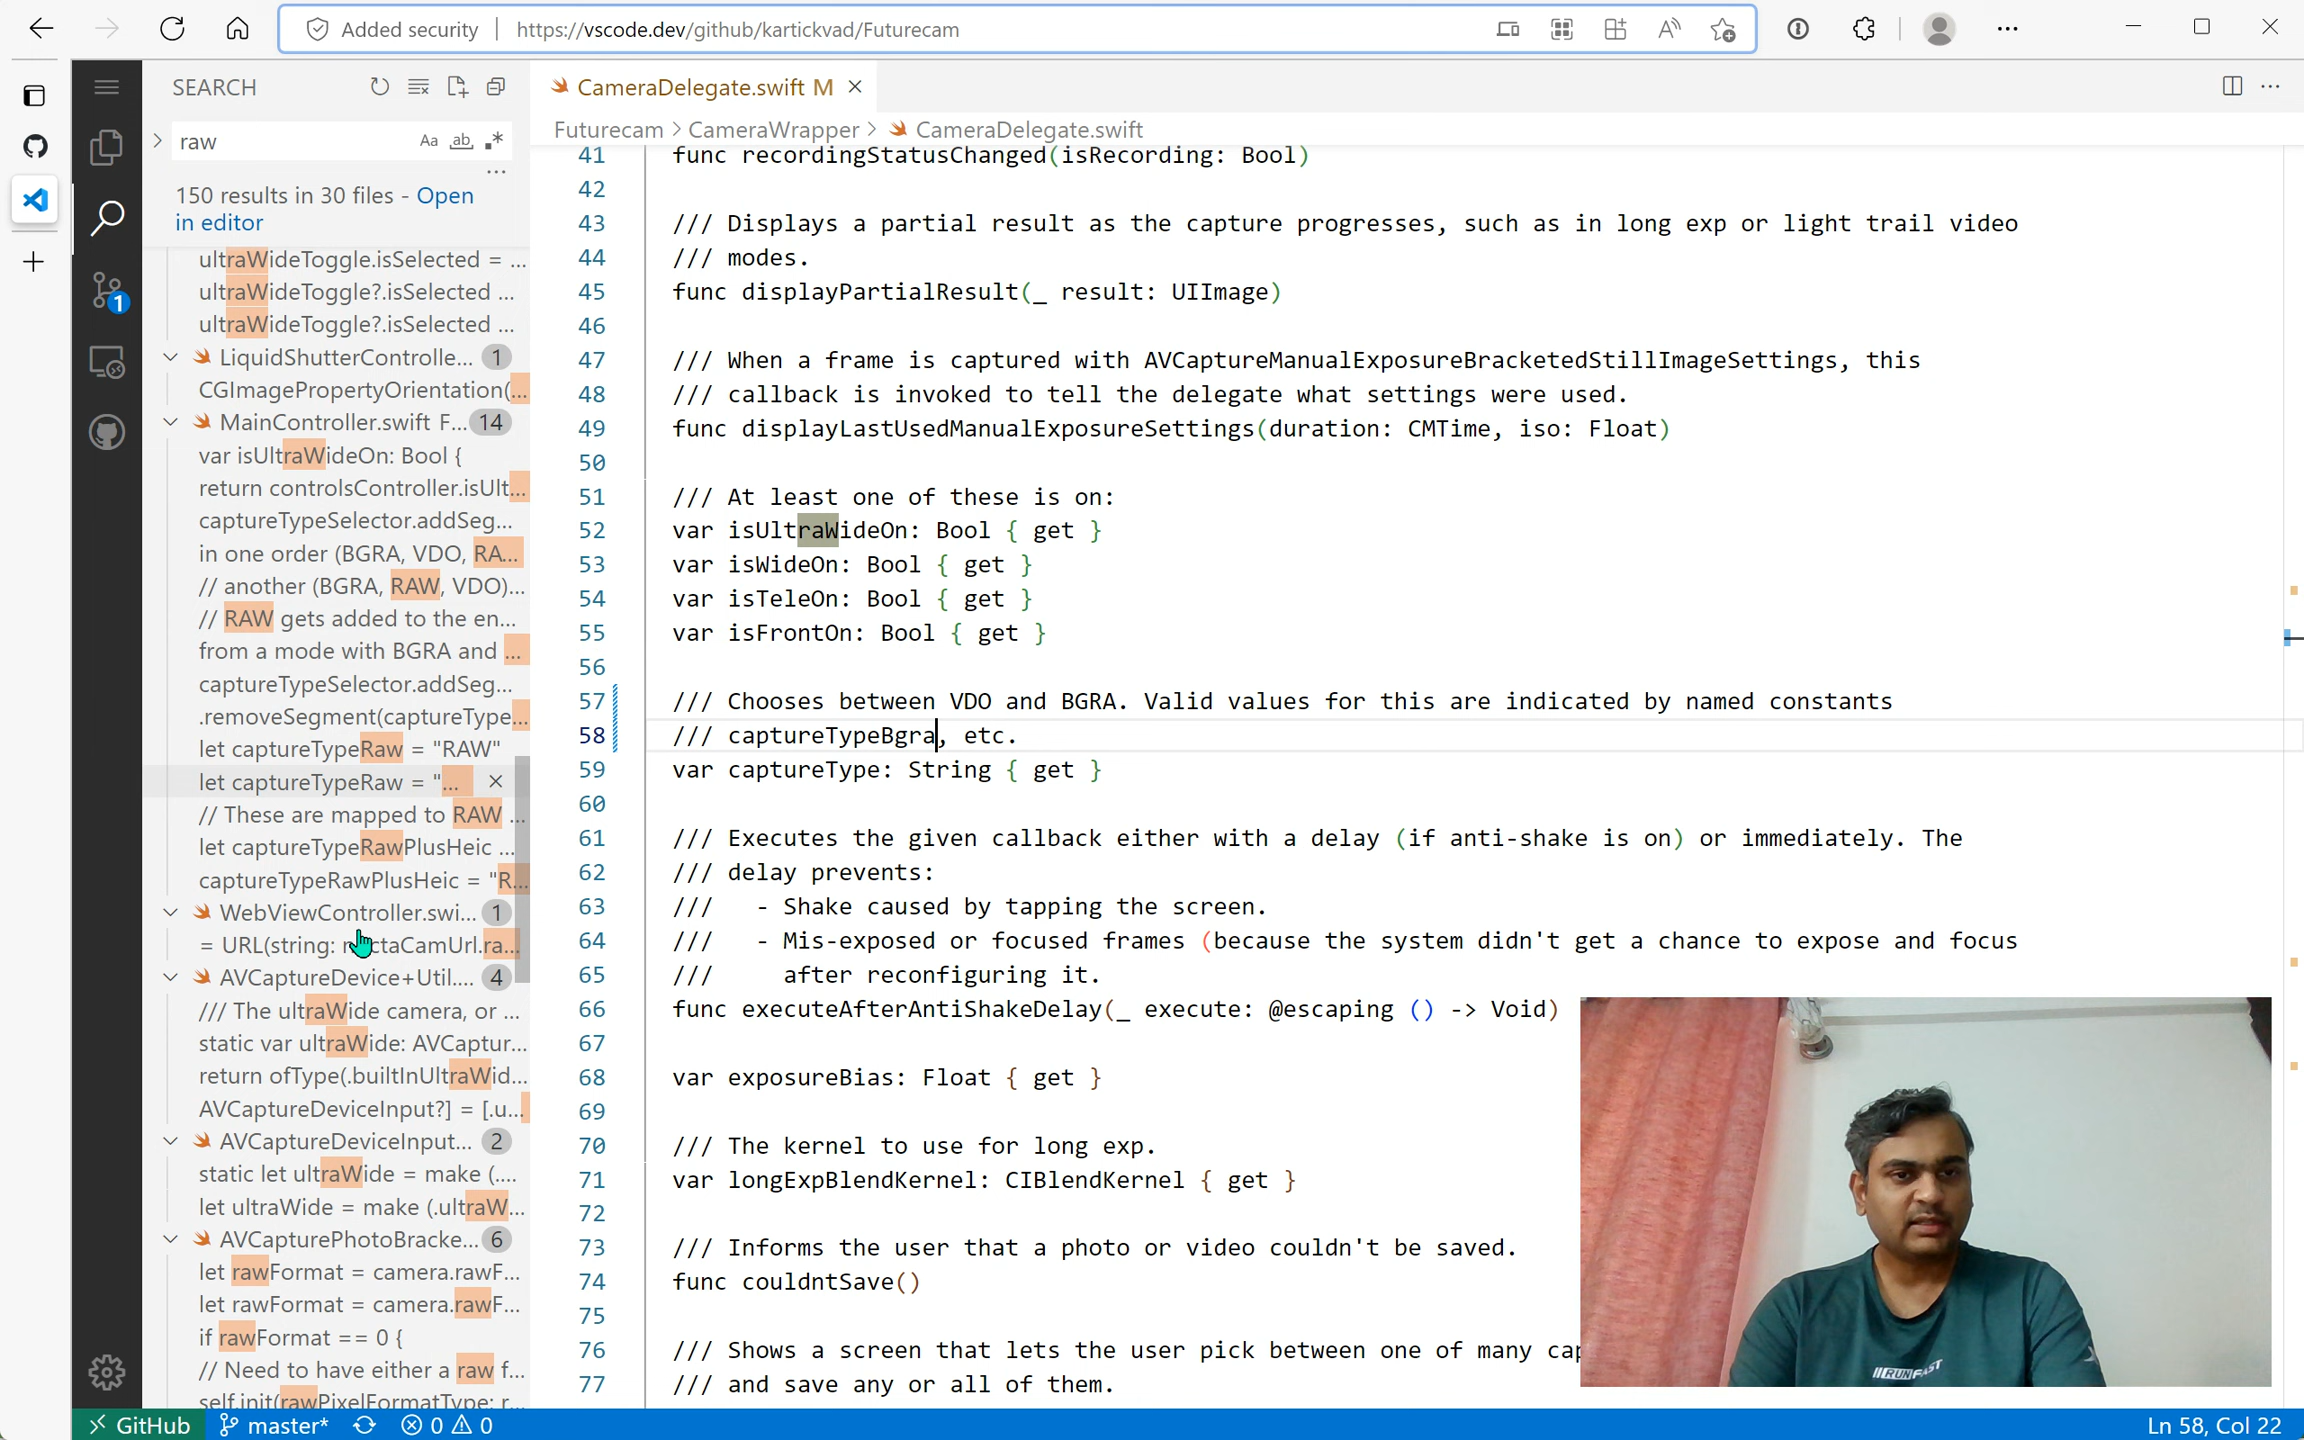 Added security | https://vscode.dev/github/kartickvad/Futurecam
SEARCH
raw
150 results in 30 files - Open
in editor
ultraWideToggle.isSelected = ...
ultraWideToggle?.isSelected ...
ultraWideToggle?.isSelected ...
LiquidShutterControlle... 1
CGImagePropertyOrientation(...
MainController.swift F... 14
var isUltraWideOn: Bool {
return controlsController.isUlt...
captureTypeSelector.addSeg...
in one order (BGRA, VDO, RA...
// another (BGRA, RAW, VDO)...
// RAW gets added to the en...
from a mode with BGRA and ...
captureTypeSelector.addSeg...
.removeSegment(captureType...
let captureTypeRaw = "RAW"
let captureTypeRaw = "...
// These are mapped to RAW ...
let captureTypeRawPlusHeic ...
captureTypeRawPlusHeic = "R...
WebViewController.swi... 1
= URL(string: ctaCamUrl.ra...
AVCaptureDevice+Util.... 4
/// The ultraWide camera, or ...
static var ultraWide: AVCaptur...
return ofType(.builtInUltraWid...
AVCaptureDeviceInput?] = [.u...
AVCaptureDeviceInput... 2
static let ultraWide = make (....
let ultraWide = make (.ultraW...
AVCapturePhotoBracke... 6
let rawFormat = camera.rawF...
let rawFormat = camera.rawF...
if rawFormat == 0 {
// Need to have either a raw f...
self.init(rawPixelFormatType: r...
CameraDelegate.swift M
Futurecam > CameraWrapper > CameraDelegate.swift
41 func recordingStatusChanged(isRecording: Bool)
42
43 /// Displays a partial result as the capture progresses, such as in long exp or light trail video
44 /// modes.
45 func displayPartialResult(_ result: UIImage)
46
47 /// When a frame is captured with AVCaptureManualExposureBracketedStillImageSettings, this
48 /// callback is invoked to tell the delegate what settings were used.
49 func displayLastUsedManualExposureSettings(duration: CMTime, iso: Float)
50
51 /// At least one of these is on:
52 var isUltraWideOn: Bool { get }
53 var isWideOn: Bool { get }
54 var isTeleOn: Bool { get }
55 var isFrontOn: Bool { get }
56
57 /// Chooses between VDO and BGRA. Valid values for this are indicated by named constants
58 /// captureTypeBgra, etc.
59 var captureType: String { get }
60
61 /// Executes the given callback either with a delay (if anti-shake is on) or immediately. The
62 /// delay prevents:
63 ///   - Shake caused by tapping the screen.
64 ///   - Mis-exposed or focused frames (because the system didn't get a chance to expose and focus
65 ///     after reconfiguring it.
66 func executeAfterAntiShakeDelay(_ execute: @escaping () -> Void)
67
68 var exposureBias: Float { get }
69
70 /// The kernel to use for long exp.
71 var longExpBlendKernel: CIBlendKernel { get }
72
73 /// Informs the user that a photo or video couldn't be saved.
74 func couldntSave()
75
76 /// Shows a screen that lets the user pick between one of many cap
77 /// and save any or all of them.
GitHub master* 0 0
Ln 58, Col 22